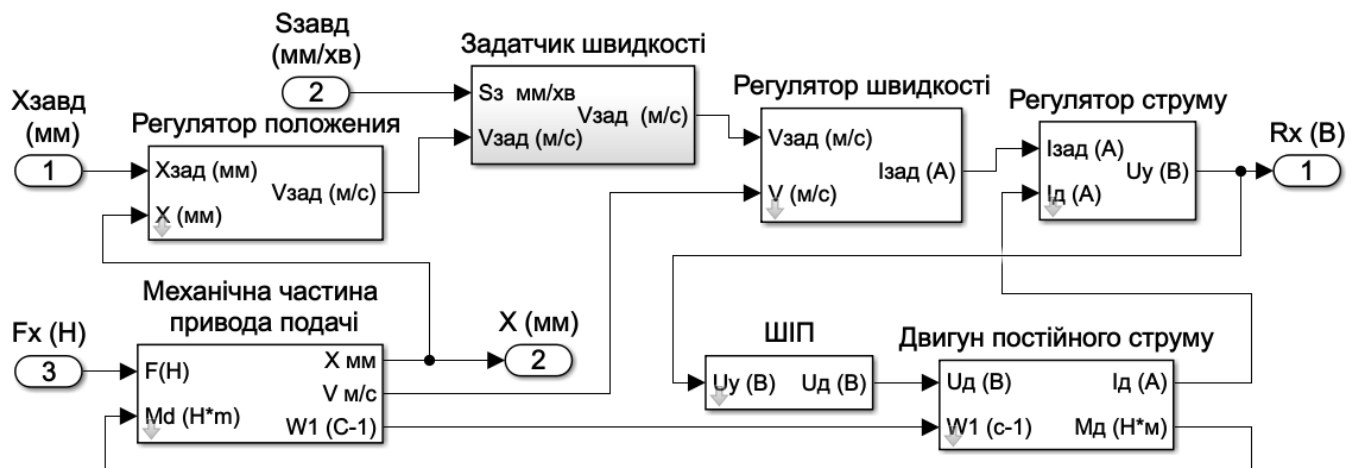 Sзавд
(мм/хв)
2
Задатчик швидкості
Sз мм/хв
Vзад (м/с)
Vзад (м/с)
Xзавд
(мм)
1
Регулятор положення
Xзад (мм)
Vзад (м/с)
X (мм)
Регулятор швидкості
Vзад (м/с)
Iзад (А)
V (м/с)
Регулятор струму
Iзад (А)
Uу (В)
Iд (А)
Rx (В)
1
Механічна частина
привода подачі
Fx (Н)
3
F(Н)
X мм
V м/с
Md (Н*m)
W1 (С-1)
X (мм)
2
ШІП
Uу (В)
Uд (В)
Двигун постійного струму
Uд (В)
Iд (А)
W1 (с-1)
Мд (Н*м)